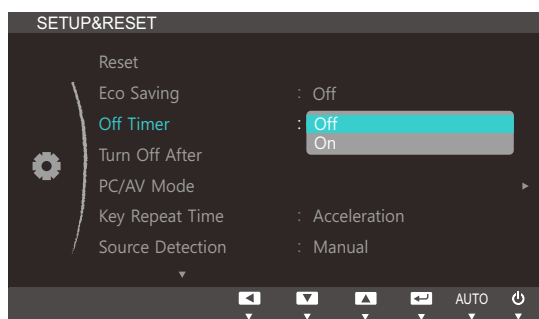 SETUP&RESET
Reset
Eco Saving : Off
Off Timer : Off
On
Turn Off After
PC/AV Mode
Key Repeat Time : Acceleration
Source Detection : Manual
AUTO